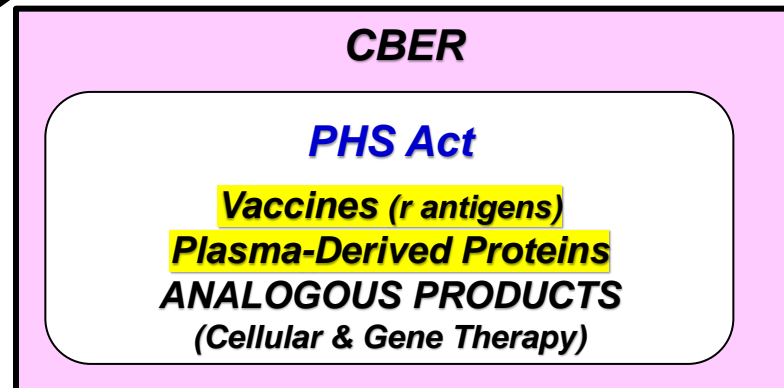 CBER
PHS Act
Vaccines (r antigens)
Plasma-Derived Proteins
ANALOGOUS PRODUCTS
(Cellular & Gene Therapy)